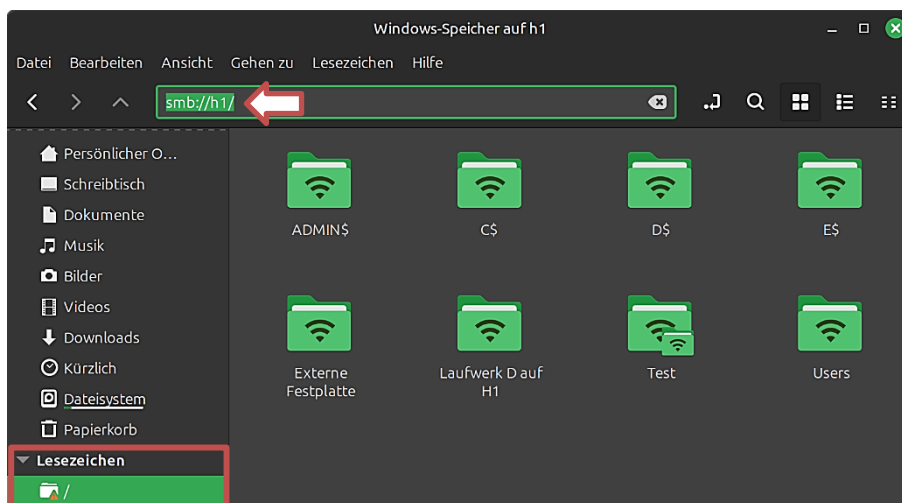 Windows-Speicher auf h1
Datei Bearbeiten Ansicht Gehen zu Lesezeichen Hilfe
smb://h1/
Persönlicher O...
Schreibtisch
Dokumente
Musik
Bilder
Videos
Downloads
Kürzlich
Dateisystem
Papierkorb
Lesezeichen
/
ADMIN$ C$ D$ E$
Externe
Festplatte
Laufwerk D auf
H1
Test
Users